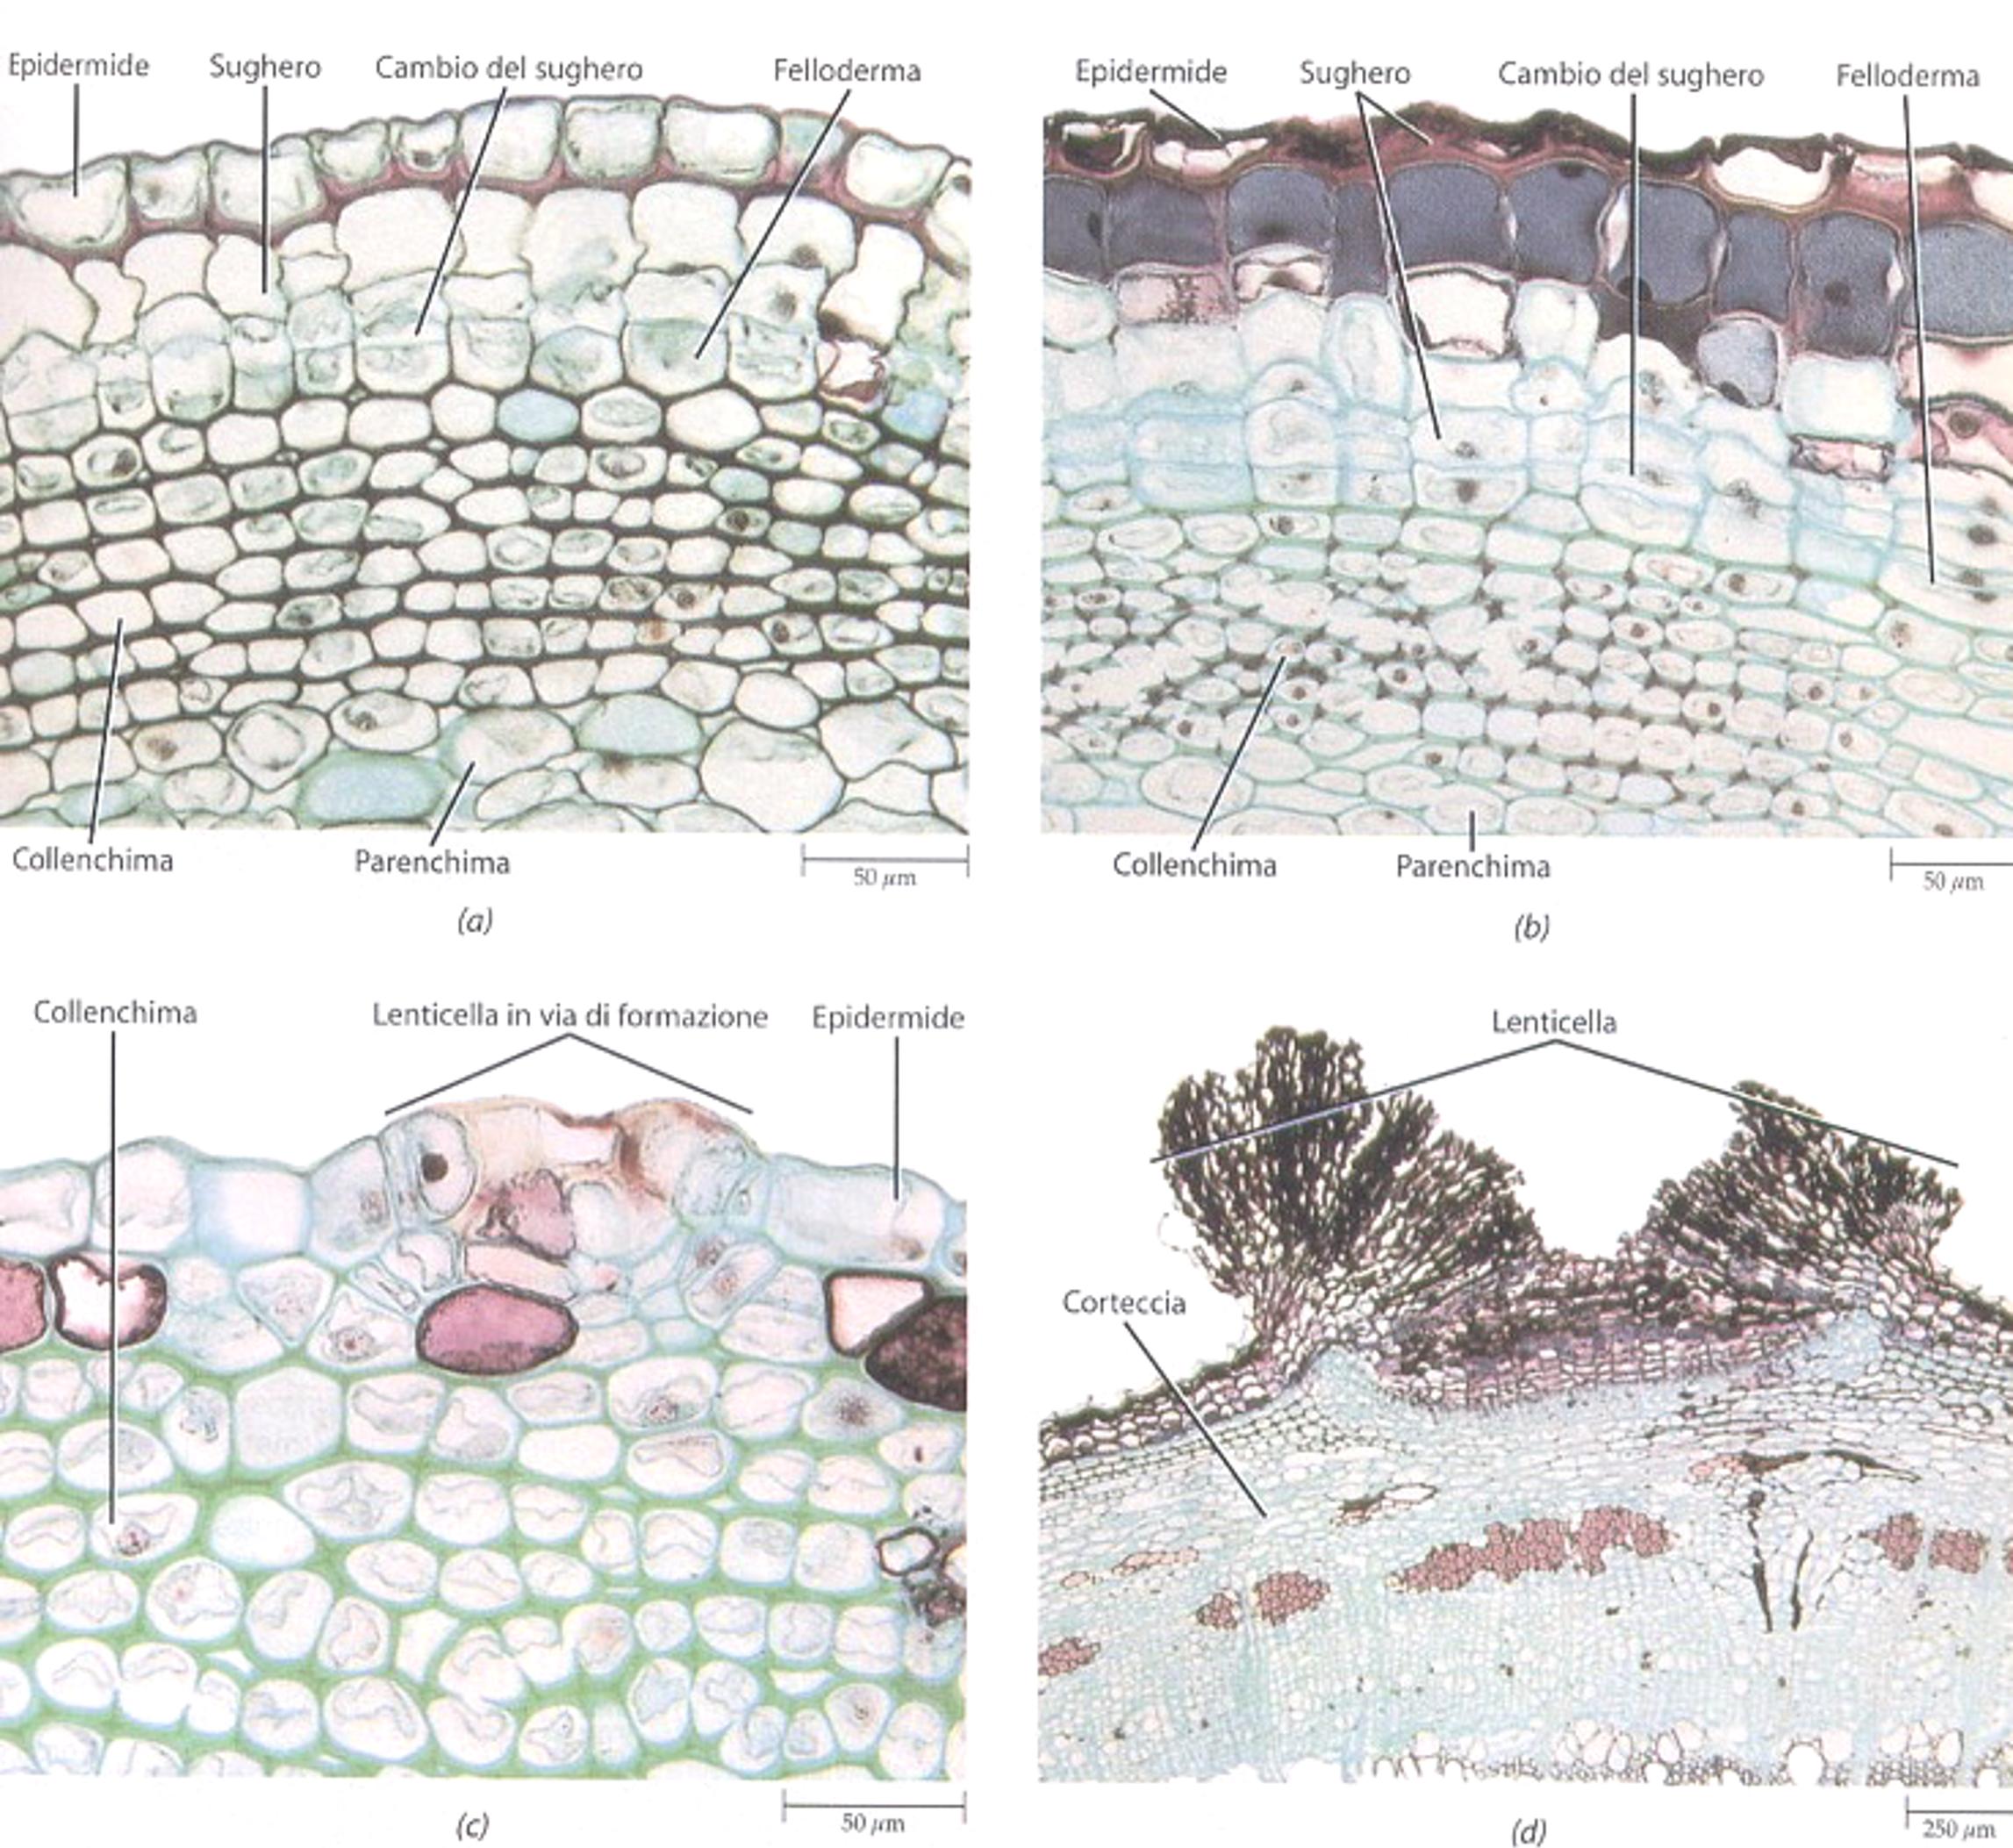 Epidermide Sughero Cambio del sughero Felloderma
Collenchima Parenchima
50 μm
(a)
Epidermide Sughero Cambio del sughero Felloderma
Collenchima Parenchima
50 μm
(b)
Collenchima Lenticella in via di formazione Epidermide
50 μm
(c)
Lenticella
Corteccia
250 μm
(d)